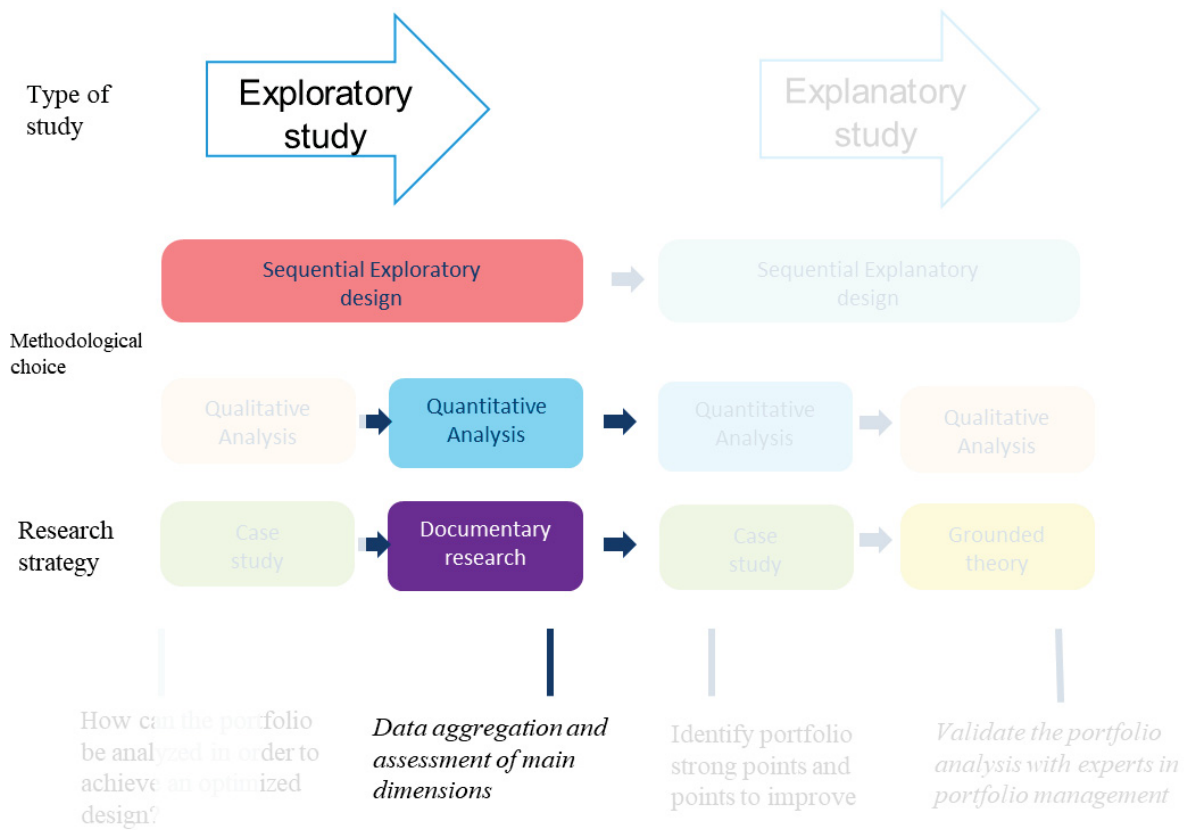 Type of
study
Exploratory
study
Explanatory
study
Sequential Exploratory
design
Sequential Explanatory
design
Methodological
choice
Qualitative
Analysis
Quantitative
Analysis
Quantitative
Analysis
Qualitative
Analysis
Research
strategy
Case
study
Documentary
research
Case
study
Grounded
theory
How can the portfolio
be analyzed in order to
achieve an optimized
design?
Data aggregation and
assessment of main
dimensions
Identify portfolio
strong points and
points to improve
Validate the portfolio
analysis with experts in
portfolio management